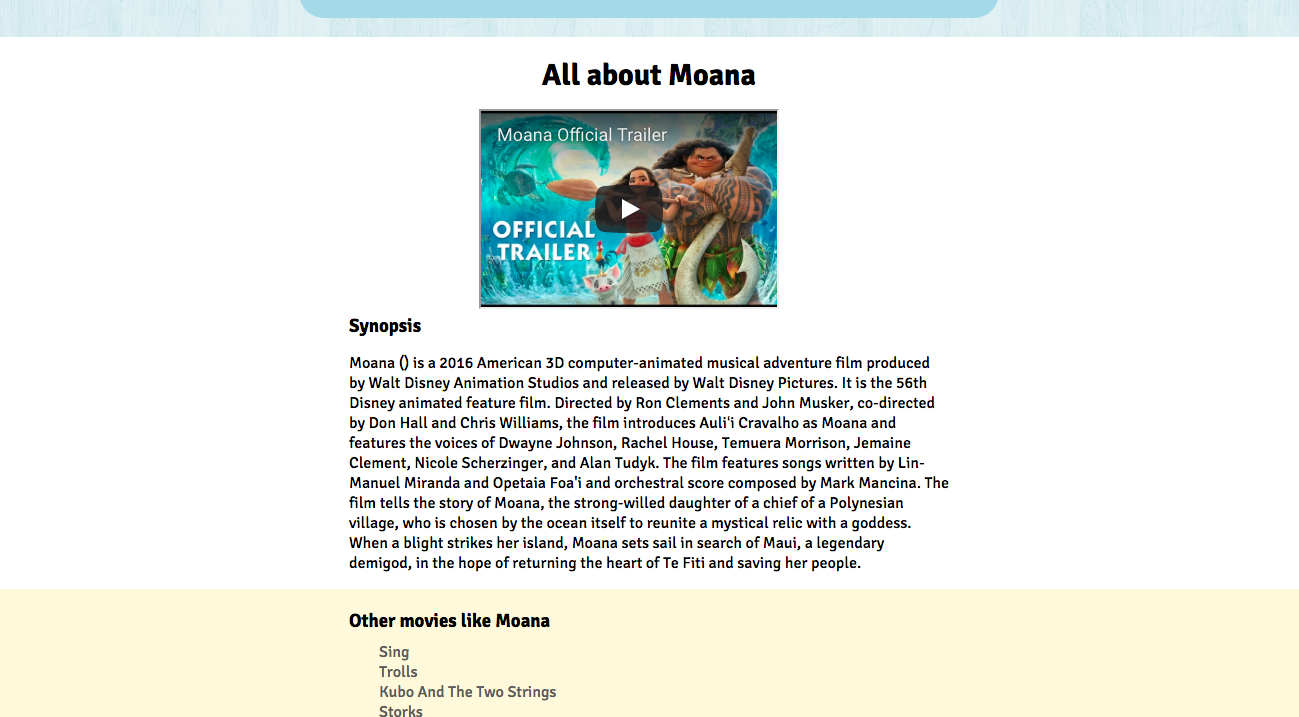 All about Moana
Moana Official Trailer
OFFICIAL
TRAILER
Synopsis
Moana () is a 2016 American 3D computer-animated musical adventure film produced
by Walt Disney Animation Studios and released by Walt Disney Pictures. It is the 56th
Disney animated feature film. Directed by Ron Clements and John Musker, co-directed
by Don Hall and Chris Williams, the film introduces Auli'i Cravalho as Moana and
features the voices of Dwayne Johnson, Rachel House, Temuera Morrison, Jemaine
Clement, Nicole Scherzinger, and Alan Tudyk. The film features songs written by Lin-
Manuel Miranda and Opetaia Foa'i and orchestral score composed by Mark Mancina. The
film tells the story of Moana, the strong-willed daughter of a chief of a Polynesian
village, who is chosen by the ocean itself to reunite a mystical relic with a goddess.
When a blight strikes her island, Moana sets sail in search of Maui, a legendary
demigod, in the hope of returning the heart of Te Fiti and saving her people.
Other movies like Moana
Sing
Trolls
Kubo And The Two Strings
Storks